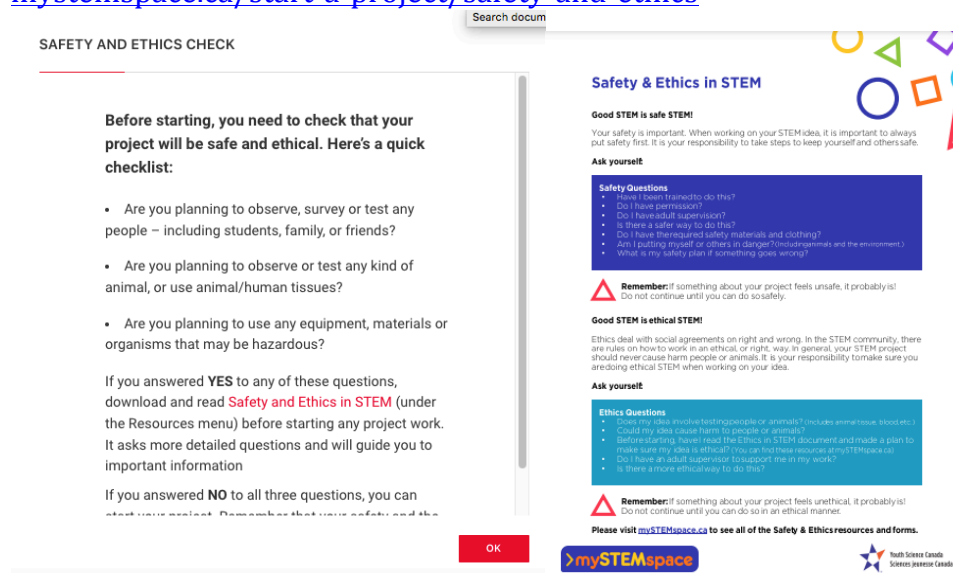 mystemspace.ca/start-a-project/safety-and-ethics
Search docum
SAFETY AND ETHICS CHECK
Before starting, you need to check that your
project will be safe and ethical. Here's a quick
checklist:
• Are you planning to observe, survey or test any
people – including students, family, or friends?
• Are you planning to observe or test any kind of
animal, or use animal/human tissues?
• Are you planning to use any equipment, materials or
organisms that may be hazardous?
If you answered YES to any of these questions,
download and read Safety and Ethics in STEM (under
the Resources menu) before starting any project work.
It asks more detailed questions and will guide you to
important information
If you answered NO to all three questions, you can
start your project. Remember that your safety and the
OK
Safety & Ethics in STEM
Good STEM is safe STEM!
Your safety is important. When working on your STEM idea, it is important to always
put safety first. It is your responsibility to take steps to keep yourself and others safe.
Ask yourself:
Safety Questions
• Have I been trained to do this?
• Do I have permission?
• Do I have adult supervision?
• Is there a safer way to do this?
• Do I have the required safety materials and clothing?
• Am I putting myself or others in danger? (Including animals and the environment.)
• What is my safety plan if something goes wrong?
Remember: If something about your project feels unsafe, it probably is!
Do not continue until you can do so safely.
Good STEM is ethical STEM!
Ethics deal with social agreements on right and wrong. In the STEM community, there
are rules on how to work in an ethical, or right, way. In general, your STEM project
should never cause harm people or animals. It is your responsibility to make sure you
are doing ethical STEM when working on your idea.
Ask yourself:
Ethics Questions
• Does my idea involve testing people or animals? (Includes animal tissue, blood, etc.)
• Could my idea cause harm to people or animals?
• Before starting, have I read the Ethics in STEM document and made a plan to
make sure my idea is ethical? (You can find these resources at mySTEMspace.ca)
• Do I have an adult supervisor to support me in my work?
• Is there a more ethical way to do this?
Remember: If something about your project feels unethical, it probably is!
Do not continue until you can do so in an ethical manner.
Please visit mySTEMspace.ca to see all of the Safety & Ethics resources and forms.
>mySTEMspace
Youth Science Canada
Sciences jeunesse Canada